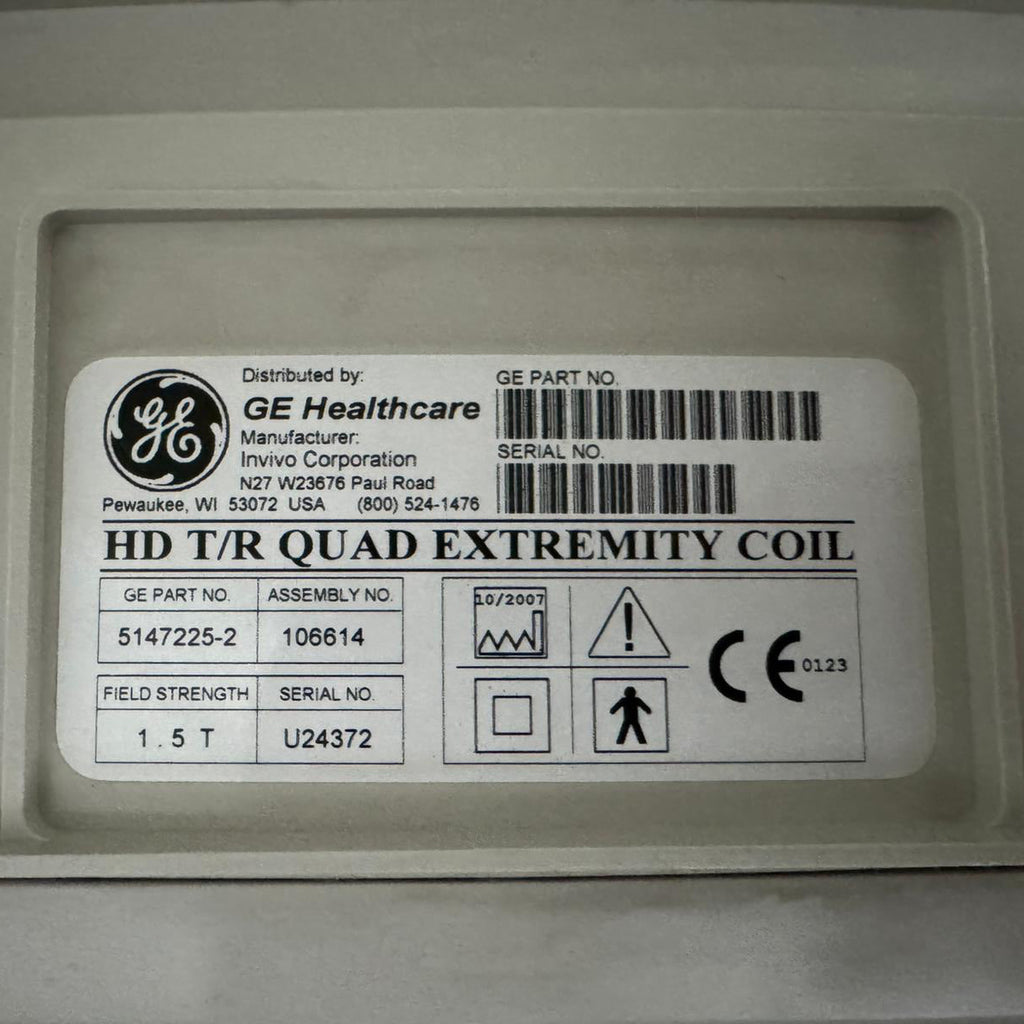 GE
Distributed by:
GE Healthcare
Manufacturer:
Invivo Corporation
N27 W23676 Paul Road
Pewaukee, WI 53072 USA (800) 524-1476
GE PART NO.
SERIAL NO.
HD T/R QUAD EXTREMITY COIL
GE PART NO. ASSEMBLY NO.
5147225-2 106614
FIELD STRENGTH SERIAL NO.
1.5 T U24372
10/2007
!
CE 0123